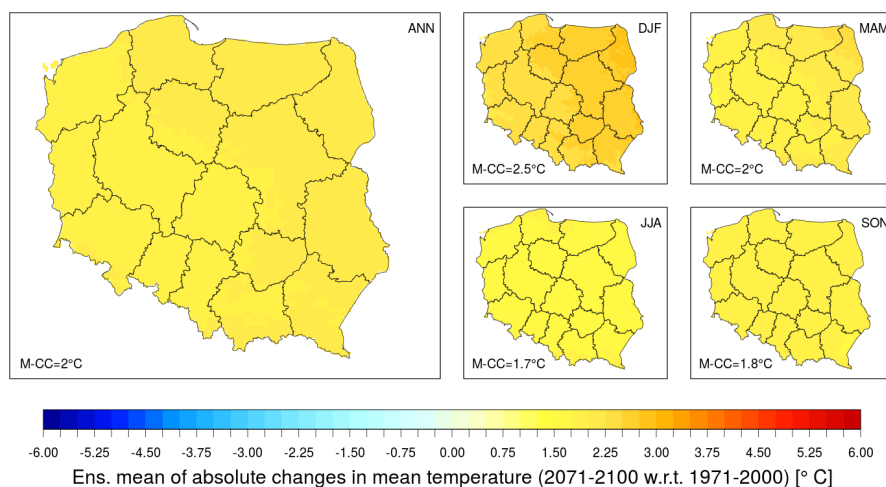 ANN
M-CC=2°C
DJF
M-CC=2.5°C
MAM
M-CC=2°C
JJA
M-CC=1.7°C
SON
M-CC=1.8°C
-6.00 -5.25 -4.50 -3.75 -3.00 -2.25 -1.50 -0.75 0.00 0.75 1.50 2.25 3.00 3.75 4.50 5.25 6.00
Ens. mean of absolute changes in mean temperature (2071-2100 w.r.t. 1971-2000) [° C]